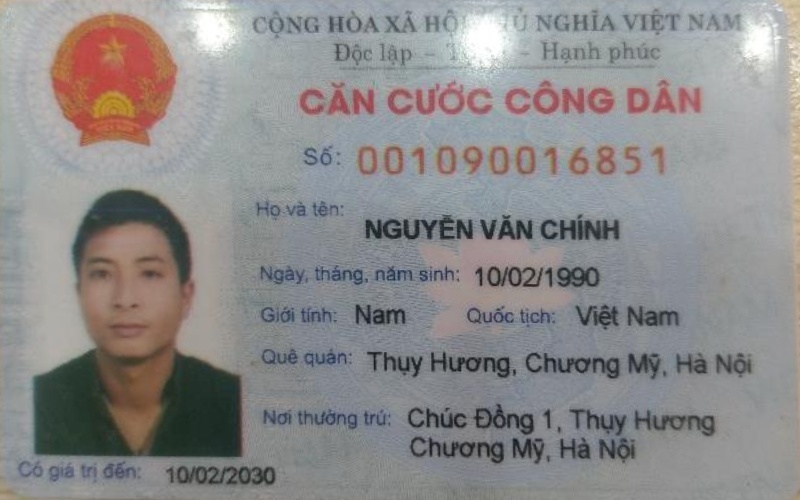 CỘNG HÒA XÃ HỘI CHỦ NGHĨA VIỆT NAM
Độc lập – – Hạnh phúc
CĂN CƯỚC CÔNG DÂN
Số: 001090016851
Họ và tên:
NGUYỄN VĂN CHÍNH
Ngày, tháng, năm sinh: 10/02/1990
Giới tính: Nam Quốc tịch: Việt Nam
Quê quán: Thụy Hương, Chương Mỹ, Hà Nội
Nơi thường trú: Chúc Đồng 1, Thụy Hương
Chương Mỹ, Hà Nội
Có giá trị đến: 10/02/2030